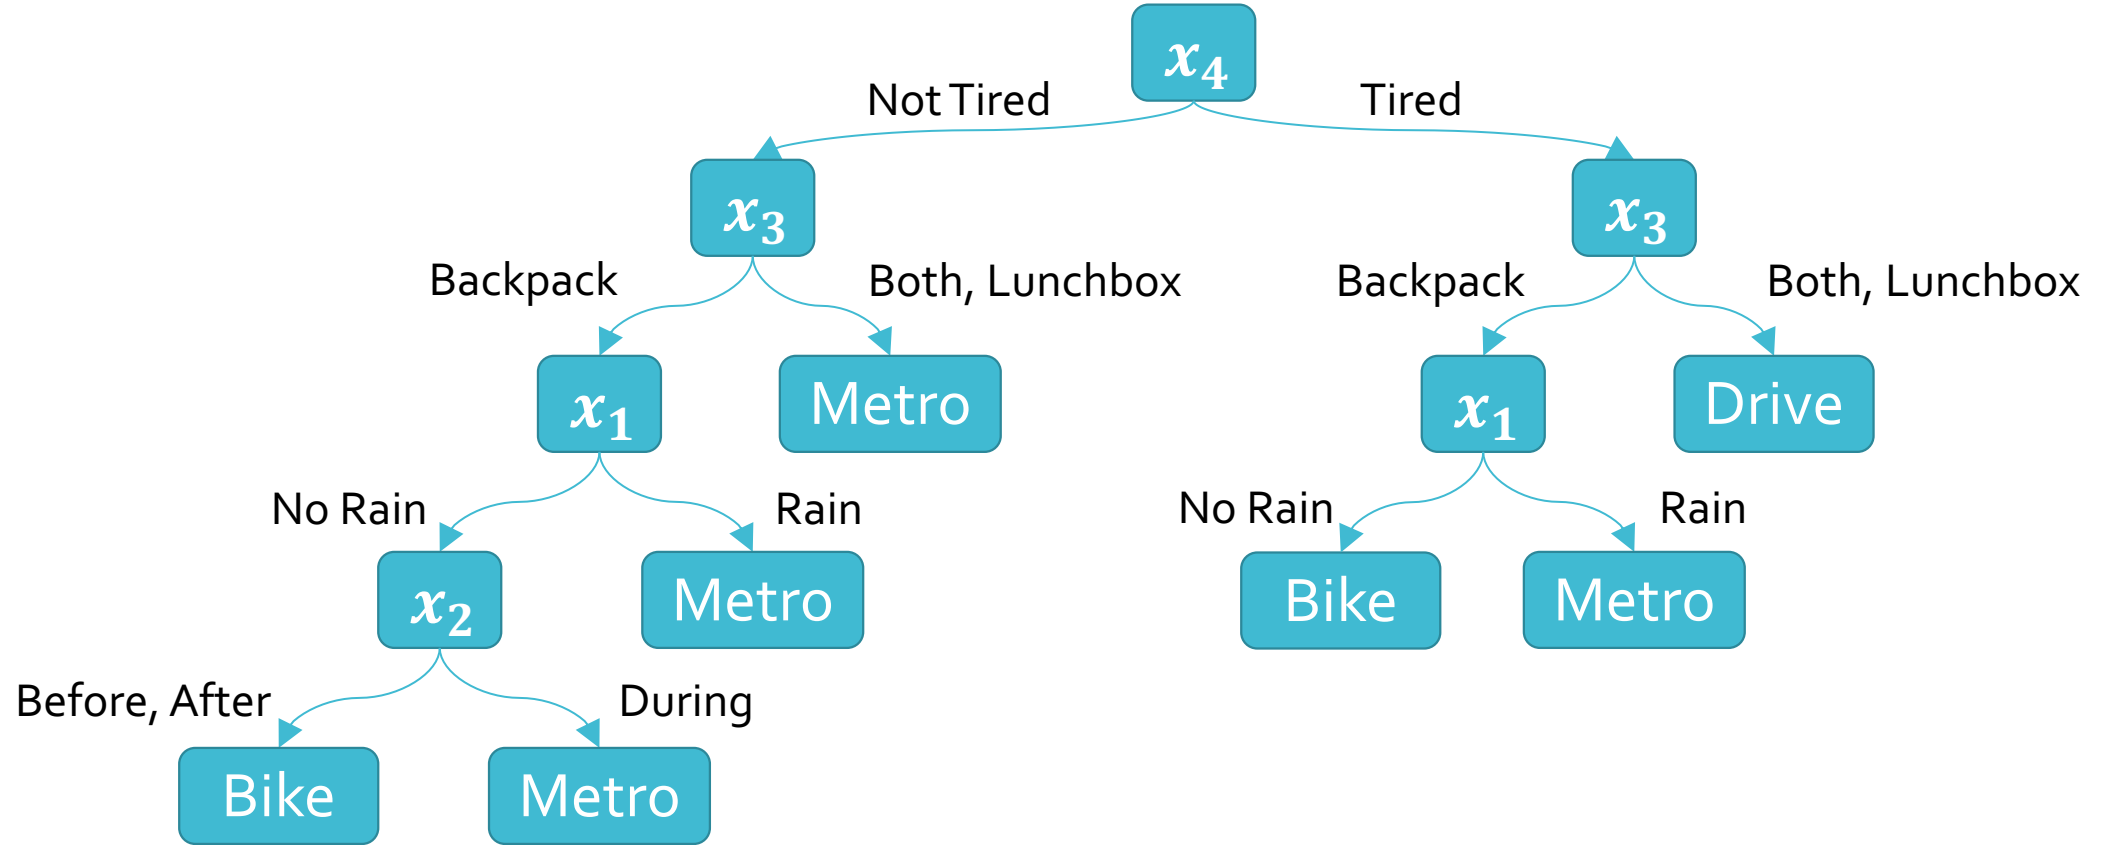 x₄
Not Tired
Tired
x₃
x₃
Backpack
Both, Lunchbox
Backpack
Both, Lunchbox
x₁
Metro
x₁
Drive
No Rain
Rain
No Rain
Rain
x₂
Metro
Bike
Metro
Before, After
During
Bike
Metro